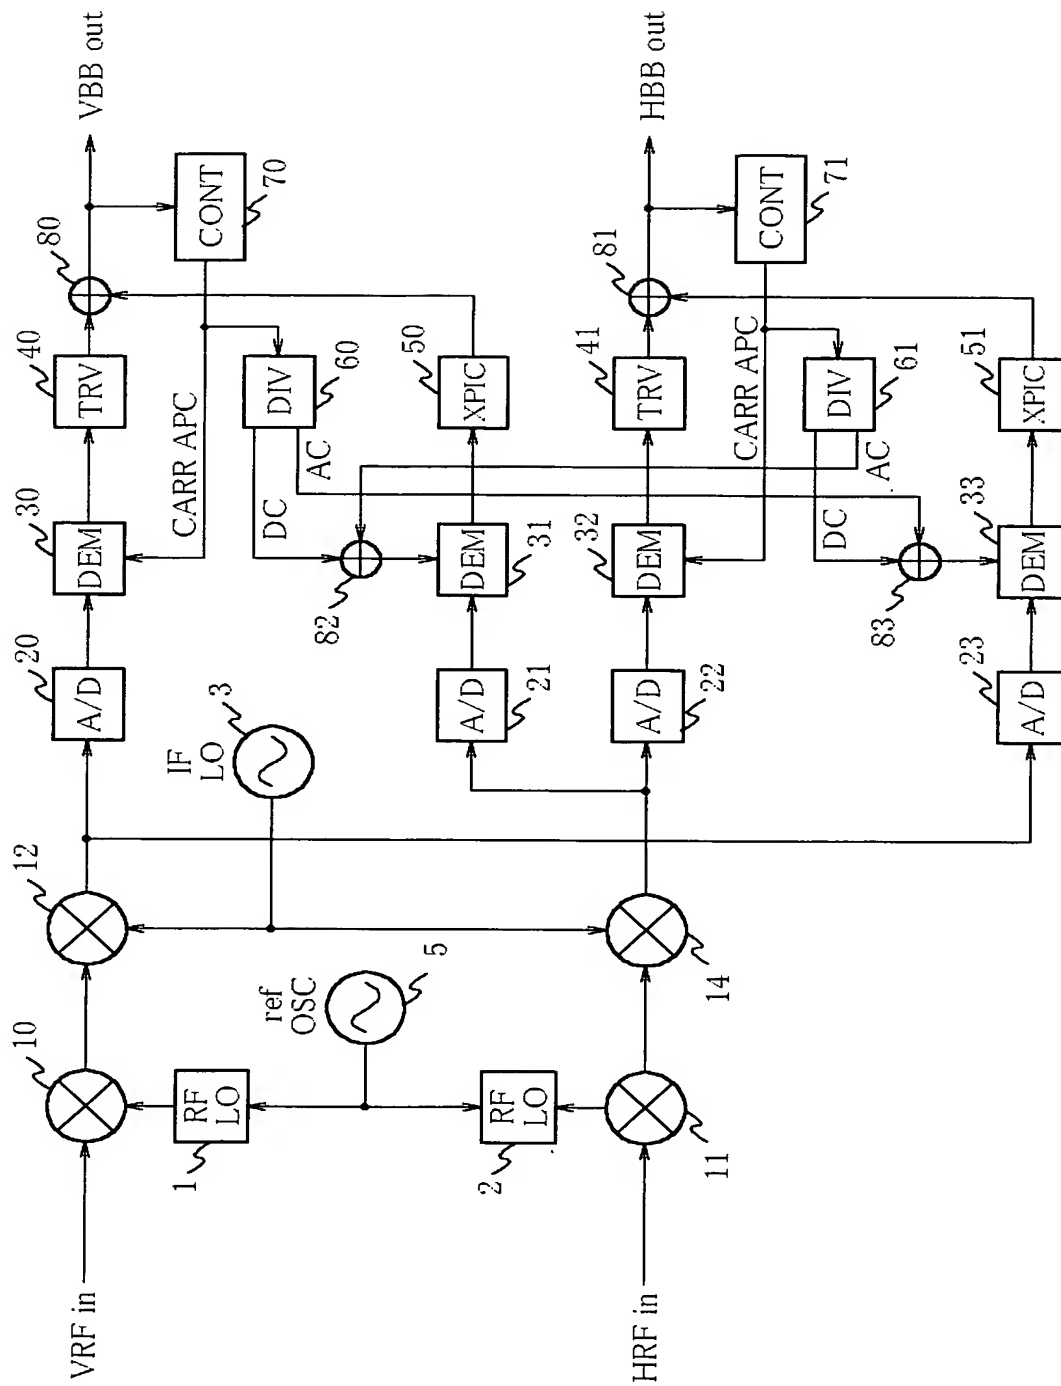 VRF in
10
RF
LO
1
12
20
A/D
30
DEM
40
TRV
80
VBB out
CONT
70
CARR APC
DIV
60
DC
AC
IF
LO
3
ref
OSC
5
82
A/D
21
DEM
31
XPIC
50
RF
LO
2
HRF in
11
14
A/D
22
DEM
32
TRV
41
81
HBB out
CONT
71
CARR APC
DIV
61
DC
AC
83
A/D
23
DEM
33
XPIC
51